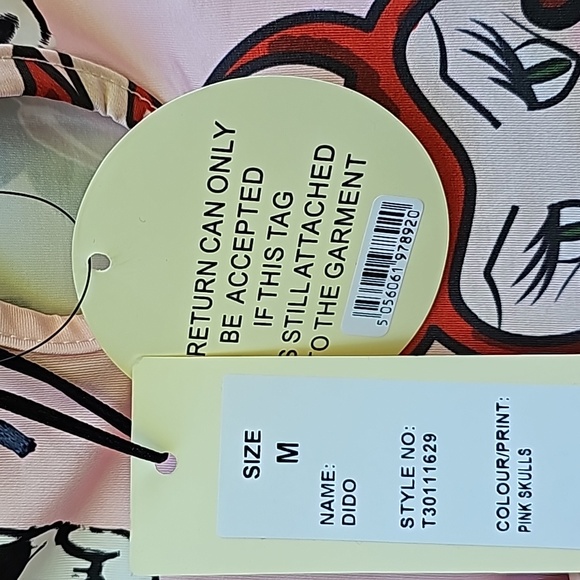 RETURN CAN ONLY
BE ACCEPTED
IF THIS TAG
S STILL ATTACHED
TO THE GARMENT
5 056061 978920
SIZE
M
NAME:
DIDO
STYLE NO:
T30111629
COLOUR/PRINT:
PINK SKULLS